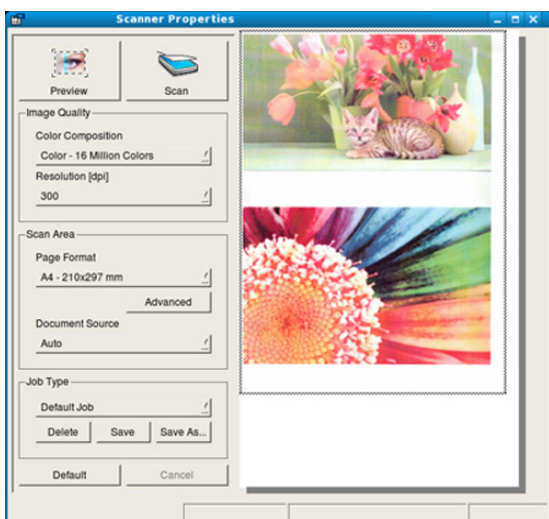 Scanner Properties
Preview
Scan
Image Quality
Color Composition
Color - 16 Million Colors
Resolution [dpi]
300
Scan Area
Page Format
A4 - 210x297 mm
Advanced
Document Source
Auto
Job Type
Default Job
Delete
Save
Save As...
Default
Cancel